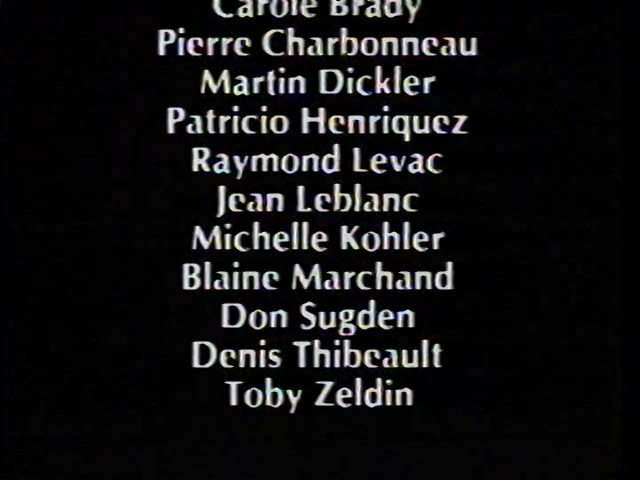 Carole Brady
Pierre Charbonneau
Martin Dickler
Patricio Henriquez
Raymond Levac
Jean Leblanc
Michelle Kohler
Blaine Marchand
Don Sugden
Denis Thibeault
Toby Zeldin